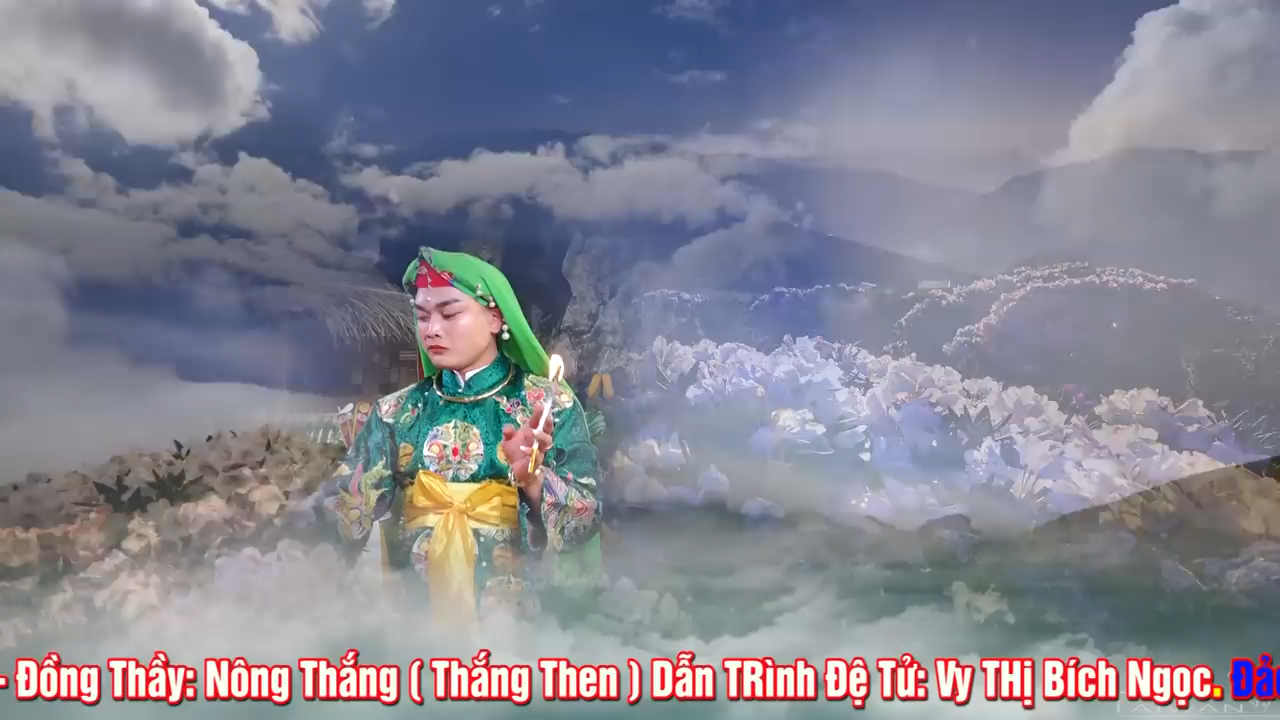 - Đồng Thầy: Nông Thắng ( Thắng Then ) Dẫn TRình Đệ Tử: Vy THị Bích Ngọc.